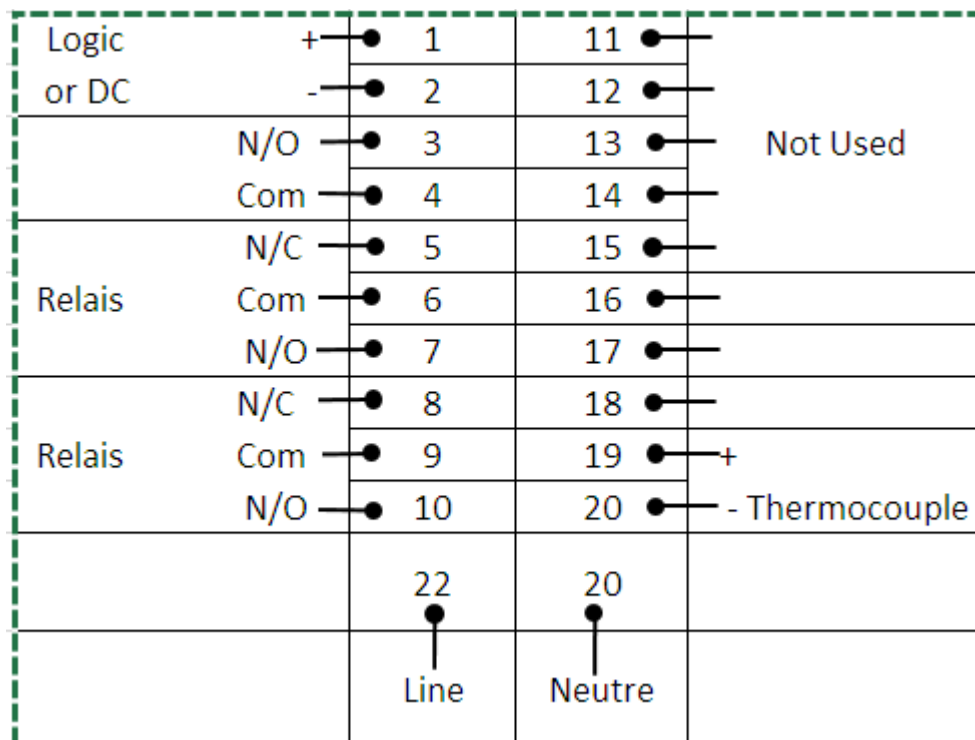 Logic + 1 11
or DC - 2 12
N/O 3 13 Not Used
Com 4 14
N/C 5 15
Relais Com 6 16
N/O 7 17
N/C 8 18
Relais Com 9 19 +
N/O 10 20 - Thermocouple
22 20
Line Neutre